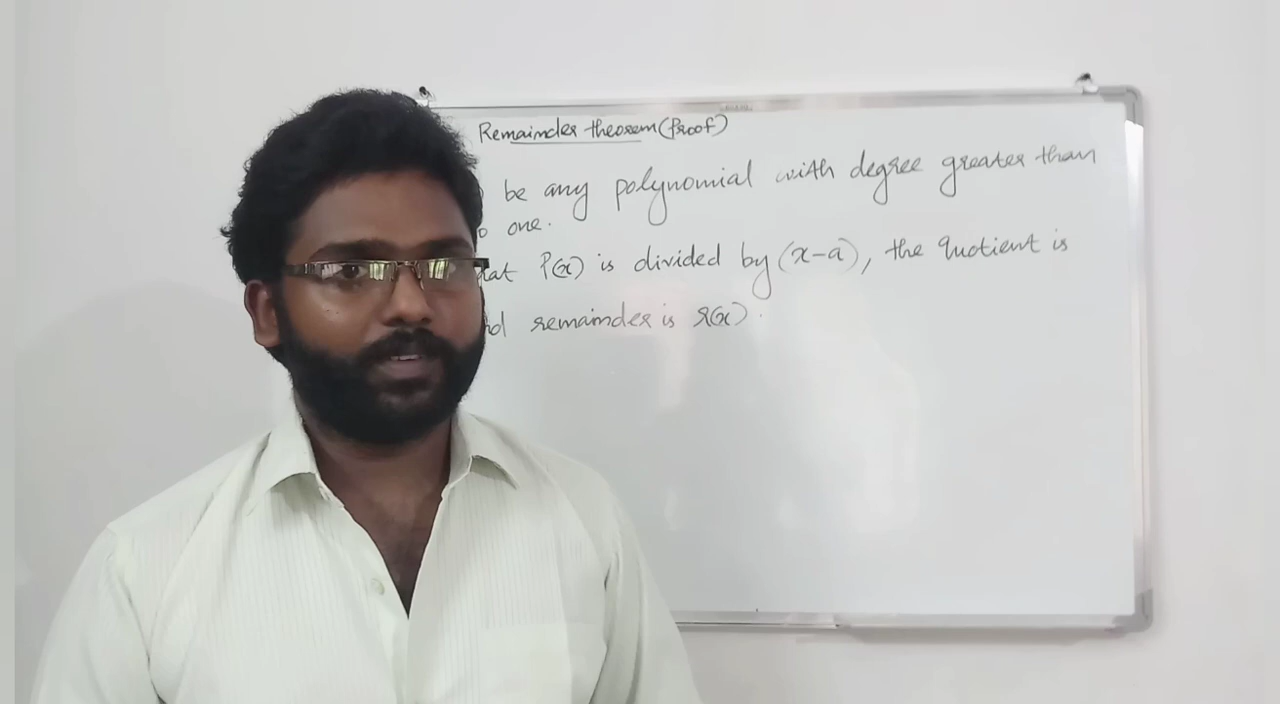 Remainder theorem (Proof)
be any polynomial with degree greater than
one.
P(x) is divided by (x-a), the quotient is
remainder is r(x).